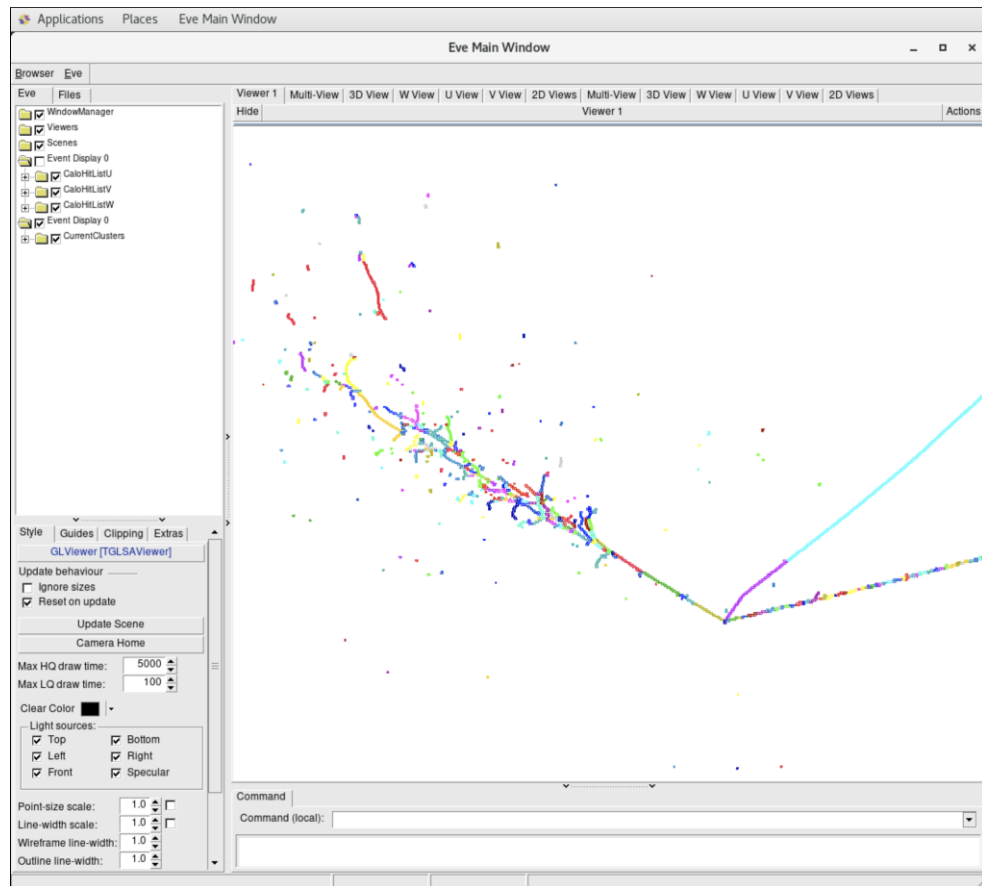 Applications Places Eve Main Window
Eve Main Window
Browser Eve
Eve Files
WindowManager
Viewers
Scenes
Event Display 0
CaloHitListU
CaloHitListV
CaloHitListW
Event Display 0
CurrentClusters
Viewer 1 Multi-View 3D View W View U View V View 2D Views Multi-View 3D View W View U View V View 2D Views
Hide Viewer 1 Actions
Style Guides Clipping Extras
GLViewer [TGLSAViewer]
Update behaviour
Ignore sizes
Reset on update
Update Scene
Camera Home
Max HQ draw time: 5000
Max LQ draw time: 100
Clear Color
Light sources:
Top Bottom
Left Right
Front Specular
Point-size scale: 1.0
Line-width scale: 1.0
Wireframe line-width: 1.0
Outline line-width: 1.0
Command
Command (local):